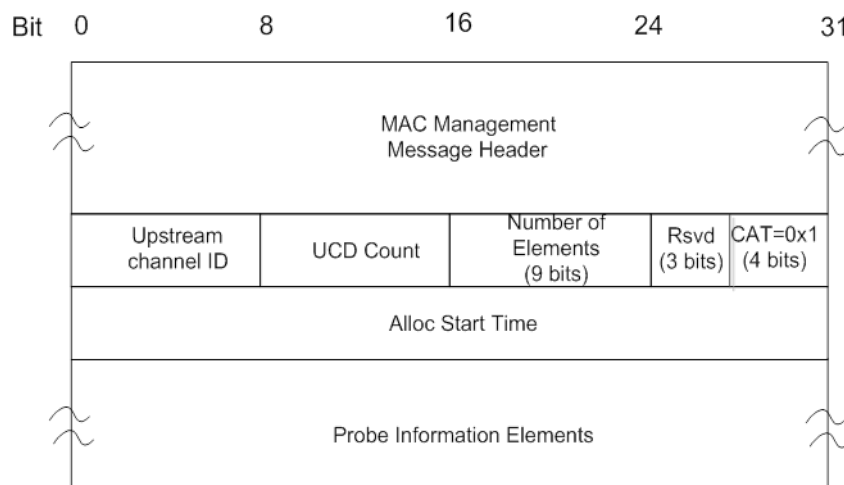 Bit 0 8 16 24 31
MAC Management
Message Header
Upstream
channel ID
UCD Count
Number of
Elements
(9 bits)
Rsvd
(3 bits)
CAT=0x1
(4 bits)
Alloc Start Time
Probe Information Elements